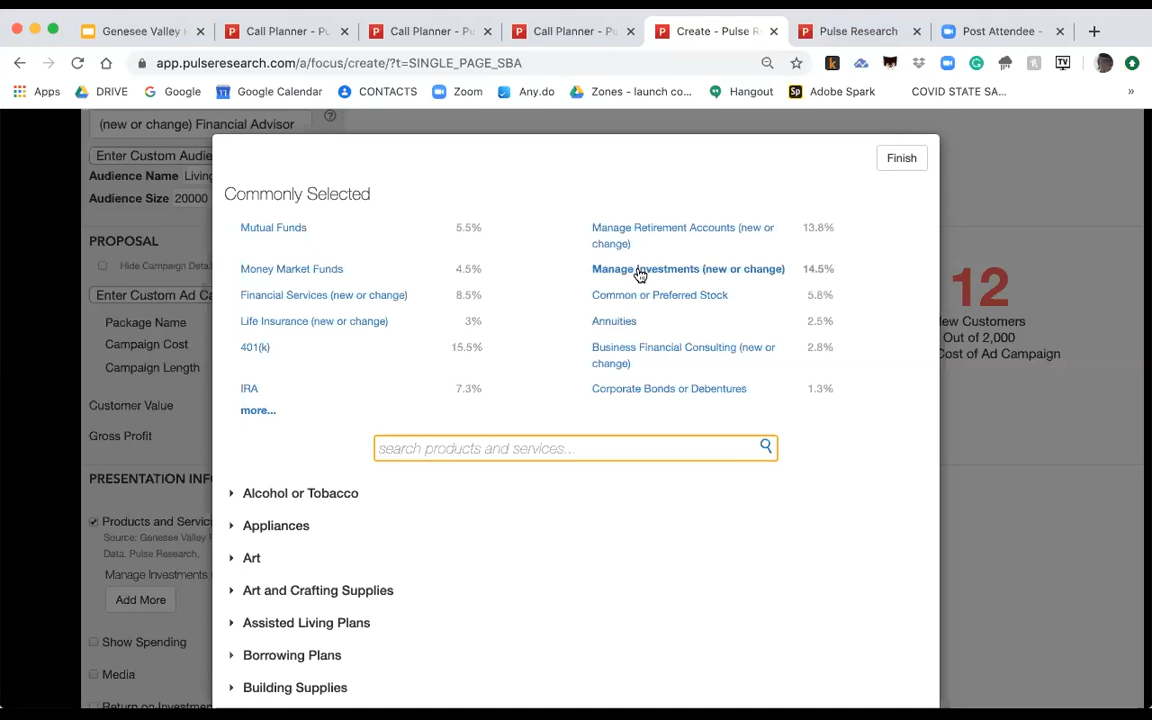 Genesee Valley
Call Planner - Pu
Call Planner - Pu
Call Planner - P
Create - Pulse R
Pulse Research
Post Attendee -
app.pulseresearch.com/a/focus/create/?t=SINGLE_PAGE_SBA
Apps
DRIVE
Google
Google Calendar
CONTACTS
Zoom
Any.do
Zones - launch co...
Hangout
Adobe Spark
COVID STATE SA...
»
(new or change) Financial Advisor
Enter Custom Audie
Audience Name Living
Audience Size 20000
PROPOSAL
Hide Campaign Data
Enter Custom Ad C
Package Name
Campaign Cost
Campaign Length
Customer Value
Gross Profit
PRESENTATION INF
Products and Servic
Source: Genesee Valley
Data. Pulse Research,
Manage Investments
Add More
Show Spending
Media
Return on Investmen
Finish
Commonly Selected
Mutual Funds 5.5%
Money Market Funds 4.5%
Financial Services (new or change) 8.5%
Life Insurance (new or change) 3%
401(k) 15.5%
IRA 7.3%
more...
Manage Retirement Accounts (new or 13.8%
change)
Manage Investments (new or change) 14.5%
Common or Preferred Stock 5.8%
Annuities 2.5%
Business Financial Consulting (new or 2.8%
change)
Corporate Bonds or Debentures 1.3%
search products and services...
Alcohol or Tobacco
Appliances
Art
Art and Crafting Supplies
Assisted Living Plans
Borrowing Plans
Building Supplies
12
ew Customers
Out of 2,000
Cost of Ad Campaign